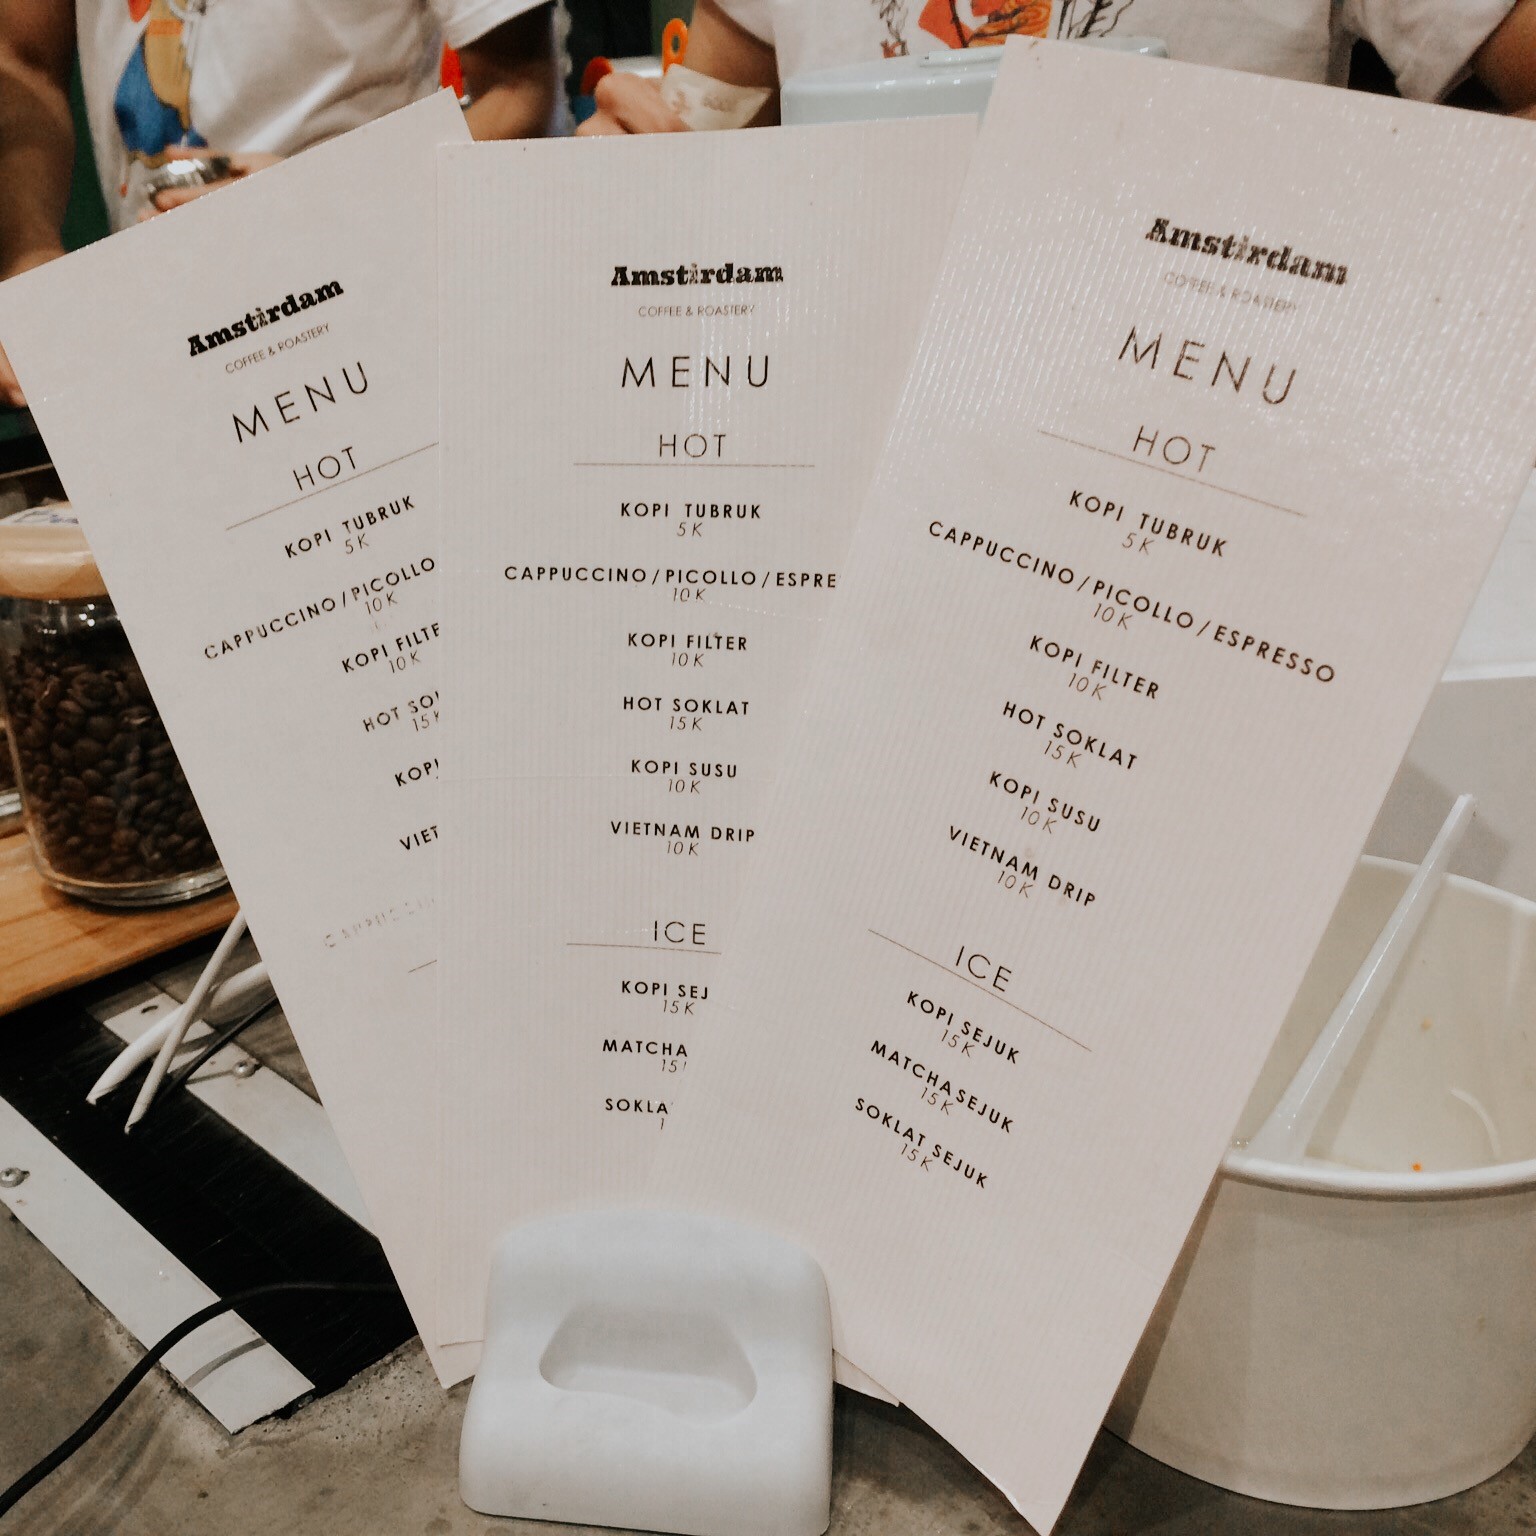 Amstirdam
COFFEE & ROASTERY
MENU
HOT
KOPI TUBRUK
5K
CAPPUCCINO / PICOLLO
10K
KOPI FILTE
10K
HOT SO
15K
KOPI
VIET
Amstirdam
COFFEE & ROASTERY
MENU
HOT
KOPI TUBRUK
5K
CAPPUCCINO / PICOLLO / ESPRE
10K
KOPI FILTER
10K
HOT SOKLAT
15K
KOPI SUSU
10K
VIETNAM DRIP
10K
ICE
KOPI SEJ
15K
MATCHA
15
SOKLA
1
Amstirdam
COFFEE & ROASTERY
MENU
HOT
KOPI TUBRUK
5K
CAPPUCCINO / PICOLLO / ESPRESSO
10K
KOPI FILTER
10K
HOT SOKLAT
15K
KOPI SUSU
10K
VIETNAM DRIP
10K
ICE
KOPI SEJUK
15K
MATCHA SEJUK
15K
SOKLAT SEJUK
15K